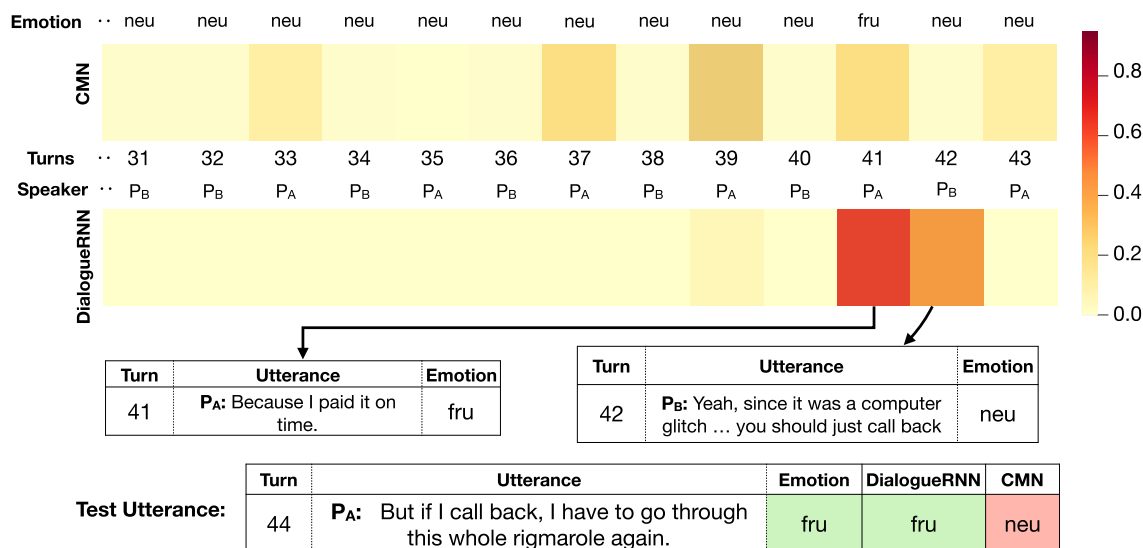 Emotion ·· neu neu neu neu neu neu neu neu neu neu fru neu neu
CMN
Turns ·· 31 32 33 34 35 36 37 38 39 40 41 42 43
Speaker ·· PB PB PA PB PA PB PA PB PA PB PA PB PA
DialogueRNN
0.8
0.6
0.4
0.2
0.0
Turn Utterance Emotion
41 PA: Because I paid it on time. fru
Turn Utterance Emotion
42 PB: Yeah, since it was a computer glitch … you should just call back neu
Test Utterance:
Turn Utterance Emotion DialogueRNN CMN
44 PA: But if I call back, I have to go through this whole rigmarole again. fru fru neu